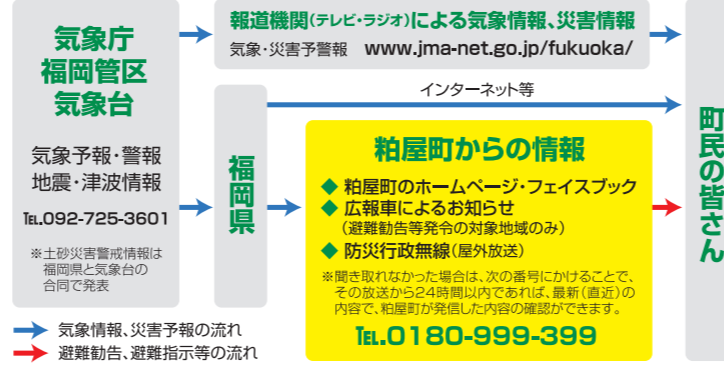 気象庁
福岡管区
気象台
気象予報・警報
地震・津波情報
TEL.092-725-3601
※土砂災害警戒情報は
福岡県と気象台の
合同で発表
報道機関(テレビ・ラジオ)による気象情報、災害情報
気象・災害予警報 www.jma-net.go.jp/fukuoka/
インターネット等
福岡県
粕屋町からの情報
◆ 粕屋町のホームページ・フェイスブック
◆ 広報車によるお知らせ
(避難勧告等発令の対象地域のみ)
◆ 防災行政無線(屋外放送)
※聞き取れなかった場合は、次の番号にかけることで、
その放送から24時間以内であれば、最新(直近)の
内容で、粕屋町が発信した内容の確認ができます。
TEL.0180-999-399
町民の皆さん
気象情報、災害予報の流れ
避難勧告、避難指示等の流れ